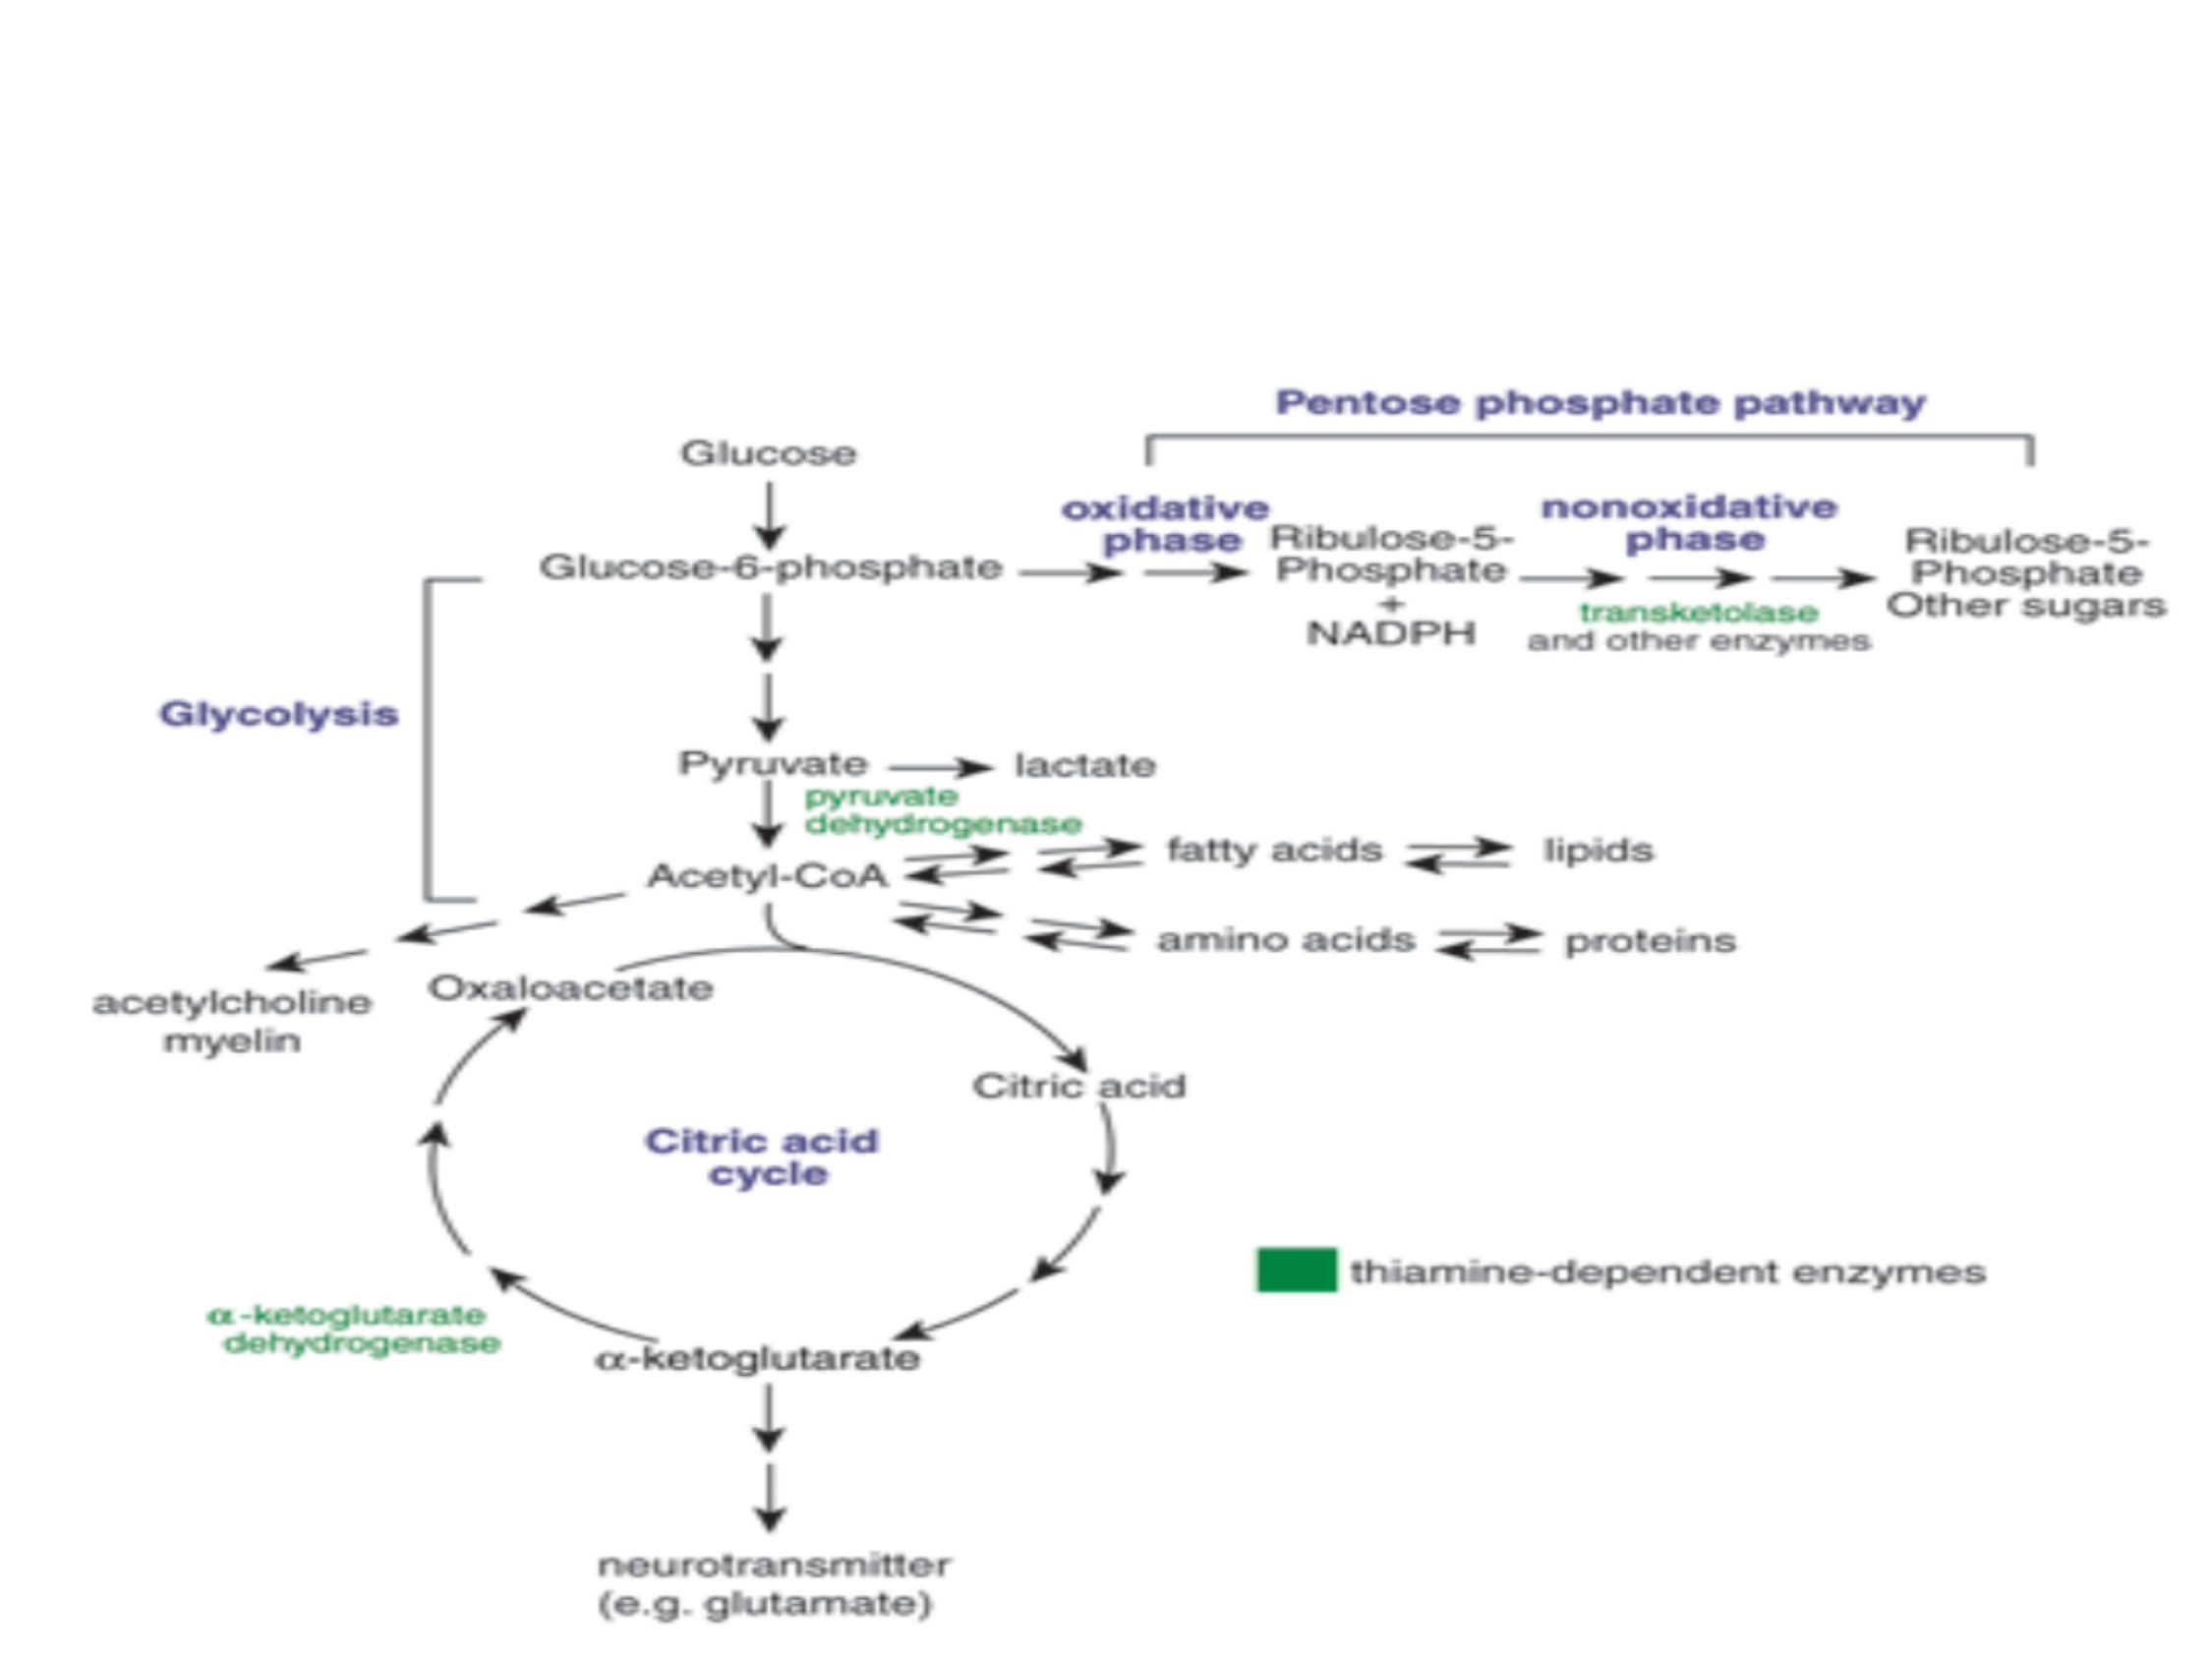 Pentose phosphate pathway
Glucose
oxidative
phase
nonoxidative
phase
Glucose-6-phosphate
Ribulose-5-
Phosphate
+
NADPH
transketolase
and other enzymes
Ribulose-5-
Phosphate
Other sugars
Glycolysis
Pyruvate
lactate
pyruvate
dehydrogenase
Acetyl-CoA
fatty acids
lipids
amino acids
proteins
acetylcholine
myelin
Oxaloacetate
Citric acid
Citric acid
cycle
thiamine-dependent enzymes
α-ketoglutarate
dehydrogenase
α-ketoglutarate
neurotransmitter
(e.g. glutamate)